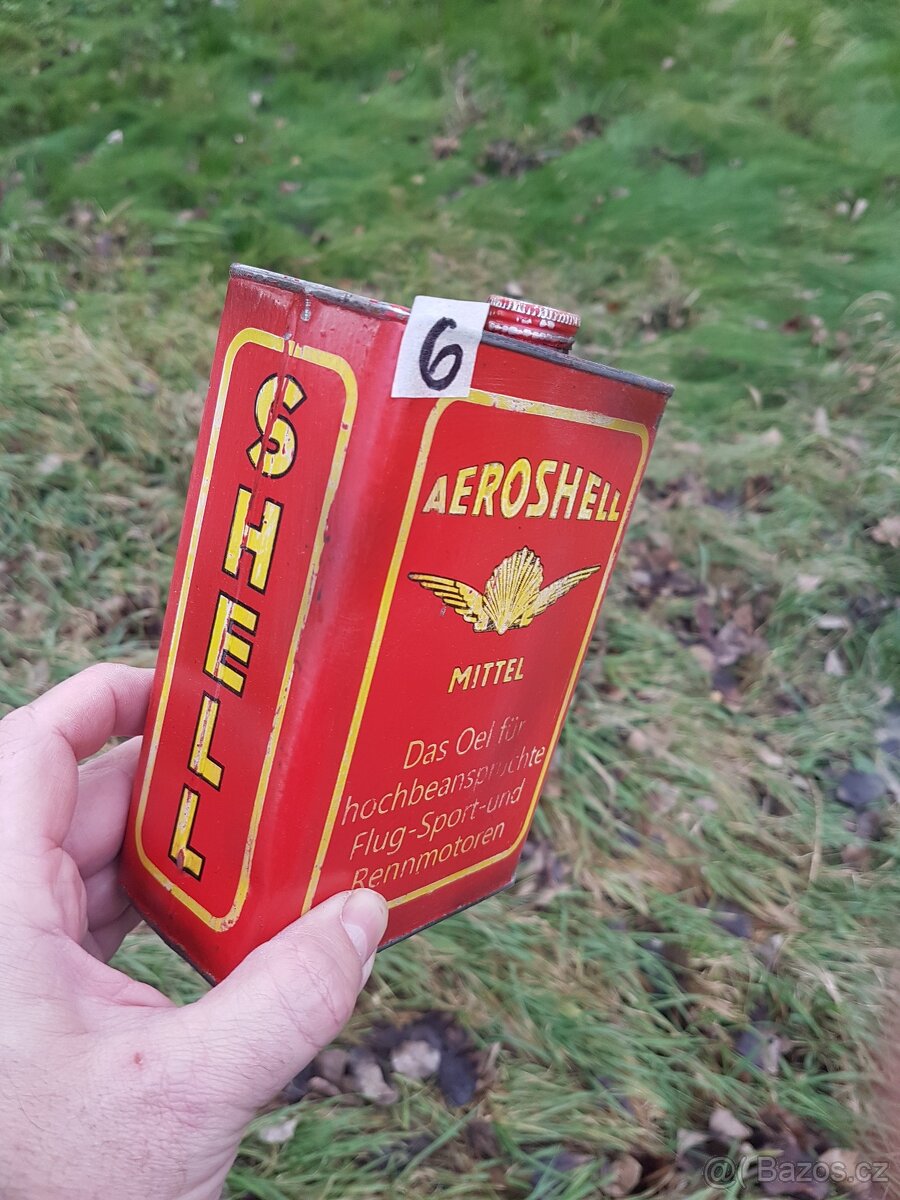 6
SHELL
AEROSHELL
MITTEL
Das Oel für
hochbeanspruchte
Flug-Sport-und
Rennmotoren
@(Bazos.cz